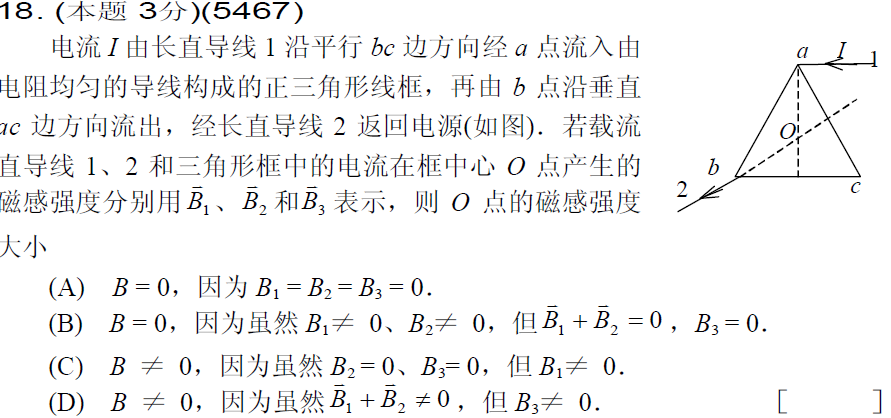 18. (本题 3分)(5467)
电流 I 由长直导线 1 沿平行 bc 边方向经 a 点流入由
电阻均匀的导线构成的正三角形线框，再由 b 点沿垂直
ac 边方向流出，经长直导线 2 返回电源(如图)．若载流
直导线 1、2 和三角形框中的电流在框中心 O 点产生的
磁感强度分别用 B̄₁、B̄₂ 和 B̄₃ 表示，则 O 点的磁感强度
大小
(A) B = 0，因为 B₁ = B₂ = B₃ = 0．
(B) B = 0，因为虽然 B₁≠ 0、B₂≠ 0，但 B̄₁ + B̄₂ = 0，B₃ = 0．
(C) B ≠ 0，因为虽然 B₂ = 0、B₃= 0，但 B₁≠ 0．
(D) B ≠ 0，因为虽然 B̄₁ + B̄₂ ≠ 0，但 B₃≠ 0． [ ]
a I 1
O
b
2 c